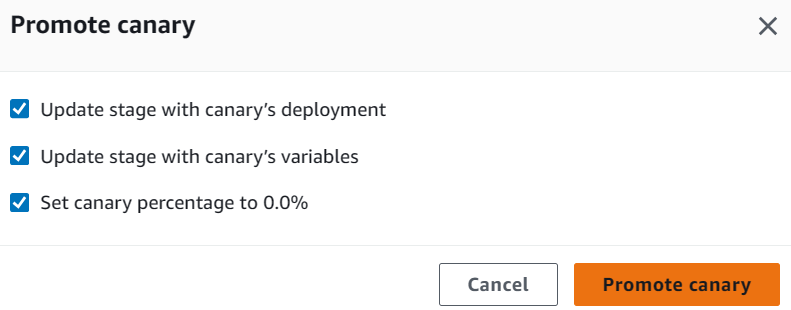 Promote canary
Update stage with canary’s deployment
Update stage with canary’s variables
Set canary percentage to 0.0%
Cancel
Promote canary